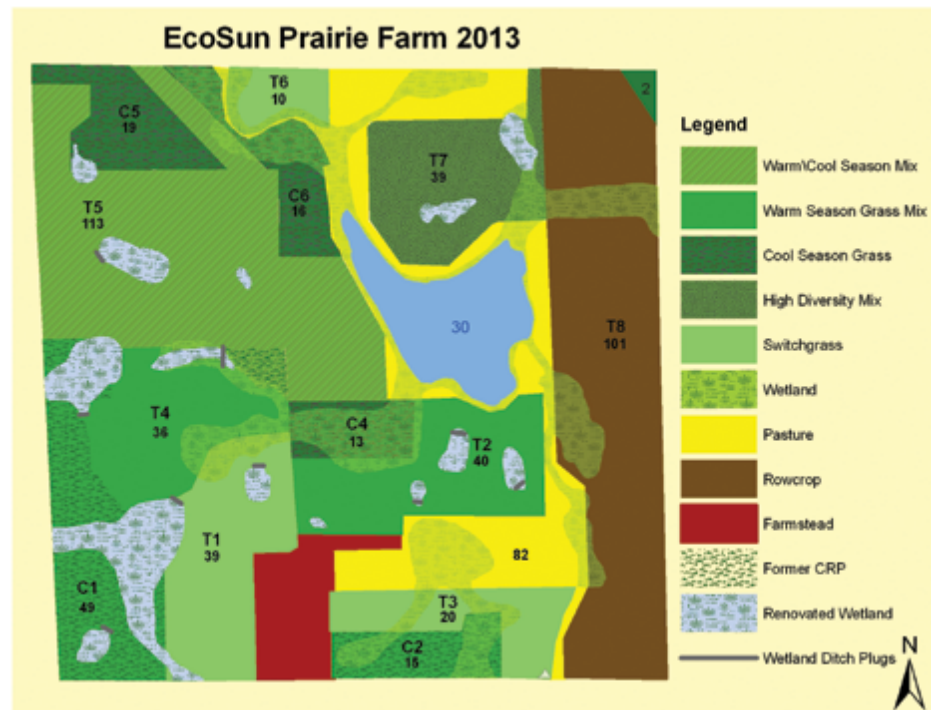 EcoSun Prairie Farm 2013
T6
10
2
C5
19
T7
39
C6
16
T5
113
30
T8
101
T4
36
C4
13
T2
40
T1
39
82
C1
49
T3
20
C2
15
Legend
Warm\Cool Season Mix
Warm Season Grass Mix
Cool Season Grass
High Diversity Mix
Switchgrass
Wetland
Pasture
Rowcrop
Farmstead
Former CRP
Renovated Wetland
Wetland Ditch Plugs
N